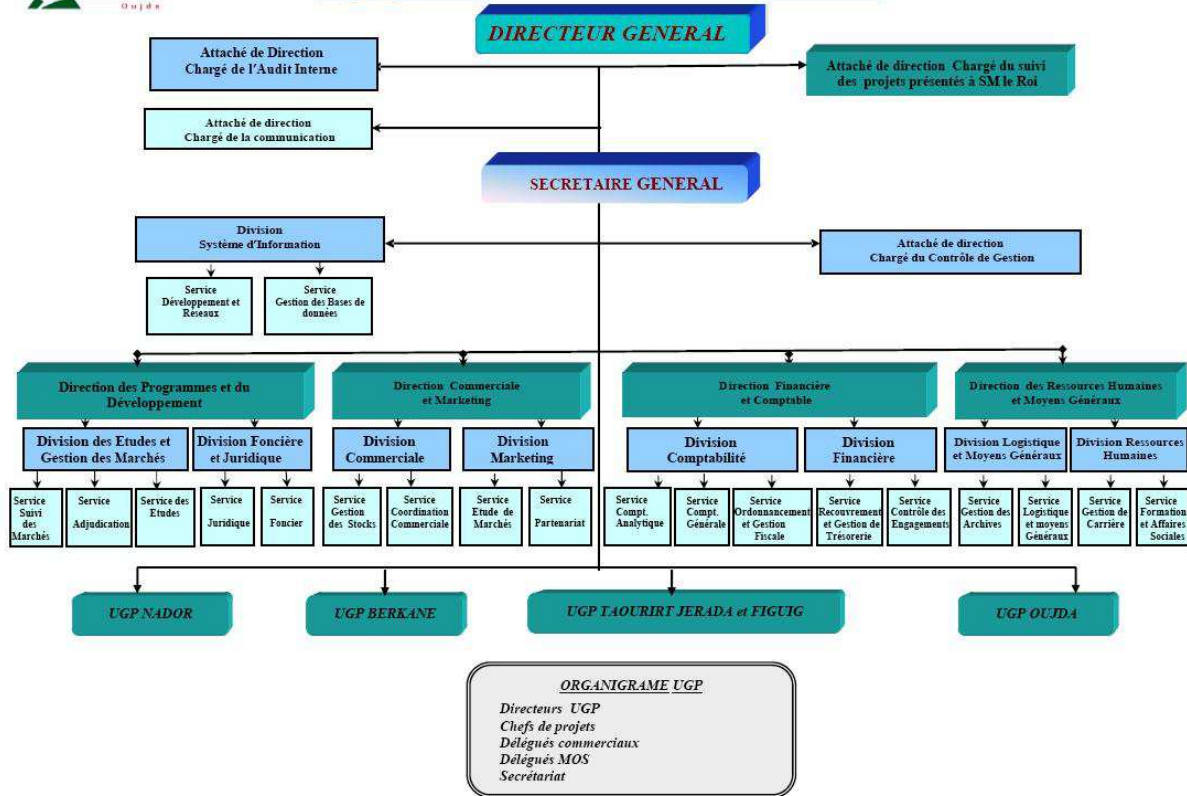 Oujda
DIRECTEUR GENERAL
Attaché de Direction
Chargé de l'Audit Interne
Attaché de direction Chargé du suivi
des projets présentés à SM le Roi
Attaché de direction
Chargé de la communication
SECRETAIRE GENERAL
Division
Système d'Information
Attaché de direction
Chargé du Contrôle de Gestion
Service
Développement et
Réseaux
Service
Gestion des Bases de
données
Direction des Programmes et du
Développement
Direction Commerciale
et Marketing
Direction Financière
et Comptable
Direction des Ressources Humaines
et Moyens Généraux
Division des Etudes et
Gestion des Marchés
Division Foncière
et Juridique
Division
Commerciale
Division
Marketing
Division
Comptabilité
Division
Financière
Division Logistique
et Moyens Généraux
Division Ressources
Humaines
Service
Suivi
des
Marchés
Service
Adjudication
Service des
Etudes
Service
Juridique
Service
Foncier
Service
Gestion
des Stocks
Service
Coordination
Commerciale
Service
Etude de
Marchés
Service
Partenariat
Service
Compt.
Analytique
Service
Compt.
Générale
Service
Ordonnancement
et Gestion
Fiscale
Service
Recouvrement
et Gestion de
Trésorerie
Service
Contrôle des
Engagements
Service
Gestion des
Archives
Service
Logistique
et moyens
Généraux
Service
Gestion de
Carrière
Service
Formation
et Affaires
Sociales
UGP NADOR
UGP BERKANE
UGP TAOURIRT JERADA et FIGUIG
UGP OUJDA
ORGANIGRAME UGP
Directeurs UGP
Chefs de projets
Délégués commerciaux
Délégués MOS
Secrétariat